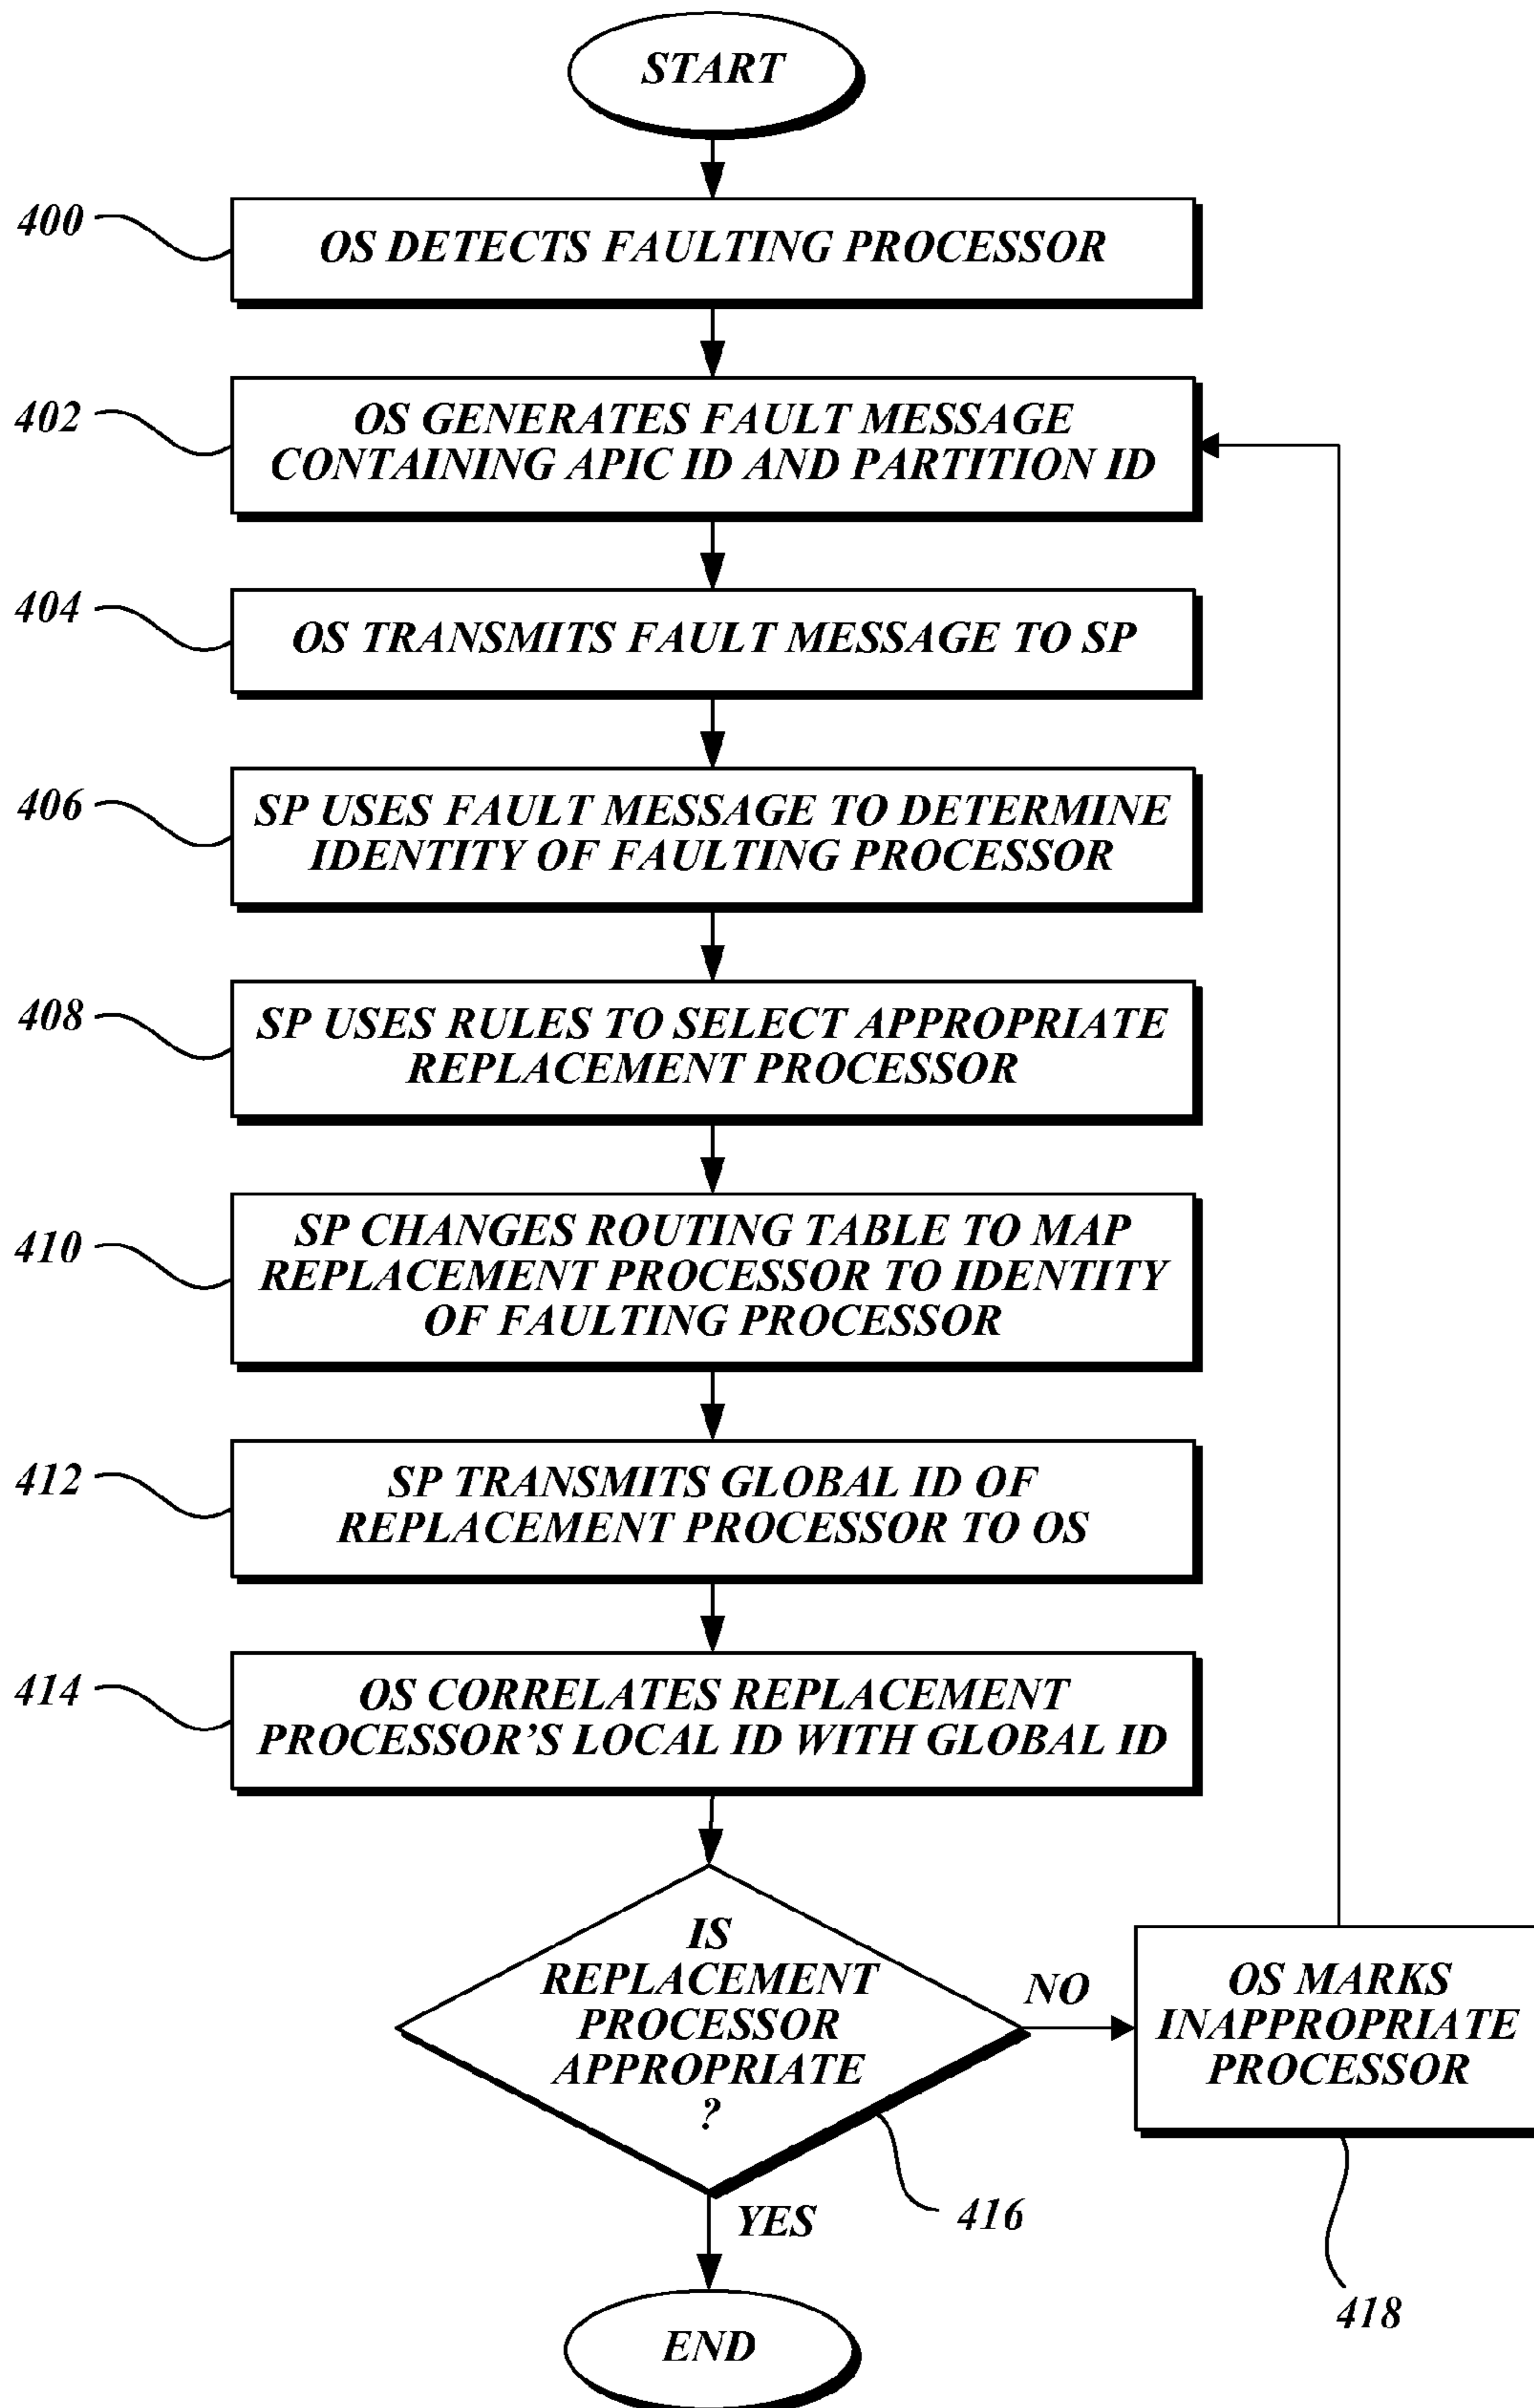 START
400
OS DETECTS FAULTING PROCESSOR
402
OS GENERATES FAULT MESSAGE
CONTAINING APIC ID AND PARTITION ID
404
OS TRANSMITS FAULT MESSAGE TO SP
406
SP USES FAULT MESSAGE TO DETERMINE
IDENTITY OF FAULTING PROCESSOR
408
SP USES RULES TO SELECT APPROPRIATE
REPLACEMENT PROCESSOR
410
SP CHANGES ROUTING TABLE TO MAP
REPLACEMENT PROCESSOR TO IDENTITY
OF FAULTING PROCESSOR
412
SP TRANSMITS GLOBAL ID OF
REPLACEMENT PROCESSOR TO OS
414
OS CORRELATES REPLACEMENT
PROCESSOR’S LOCAL ID WITH GLOBAL ID
IS
REPLACEMENT
PROCESSOR
APPROPRIATE
?
NO
OS MARKS
INAPPROPRIATE
PROCESSOR
416
YES
418
END